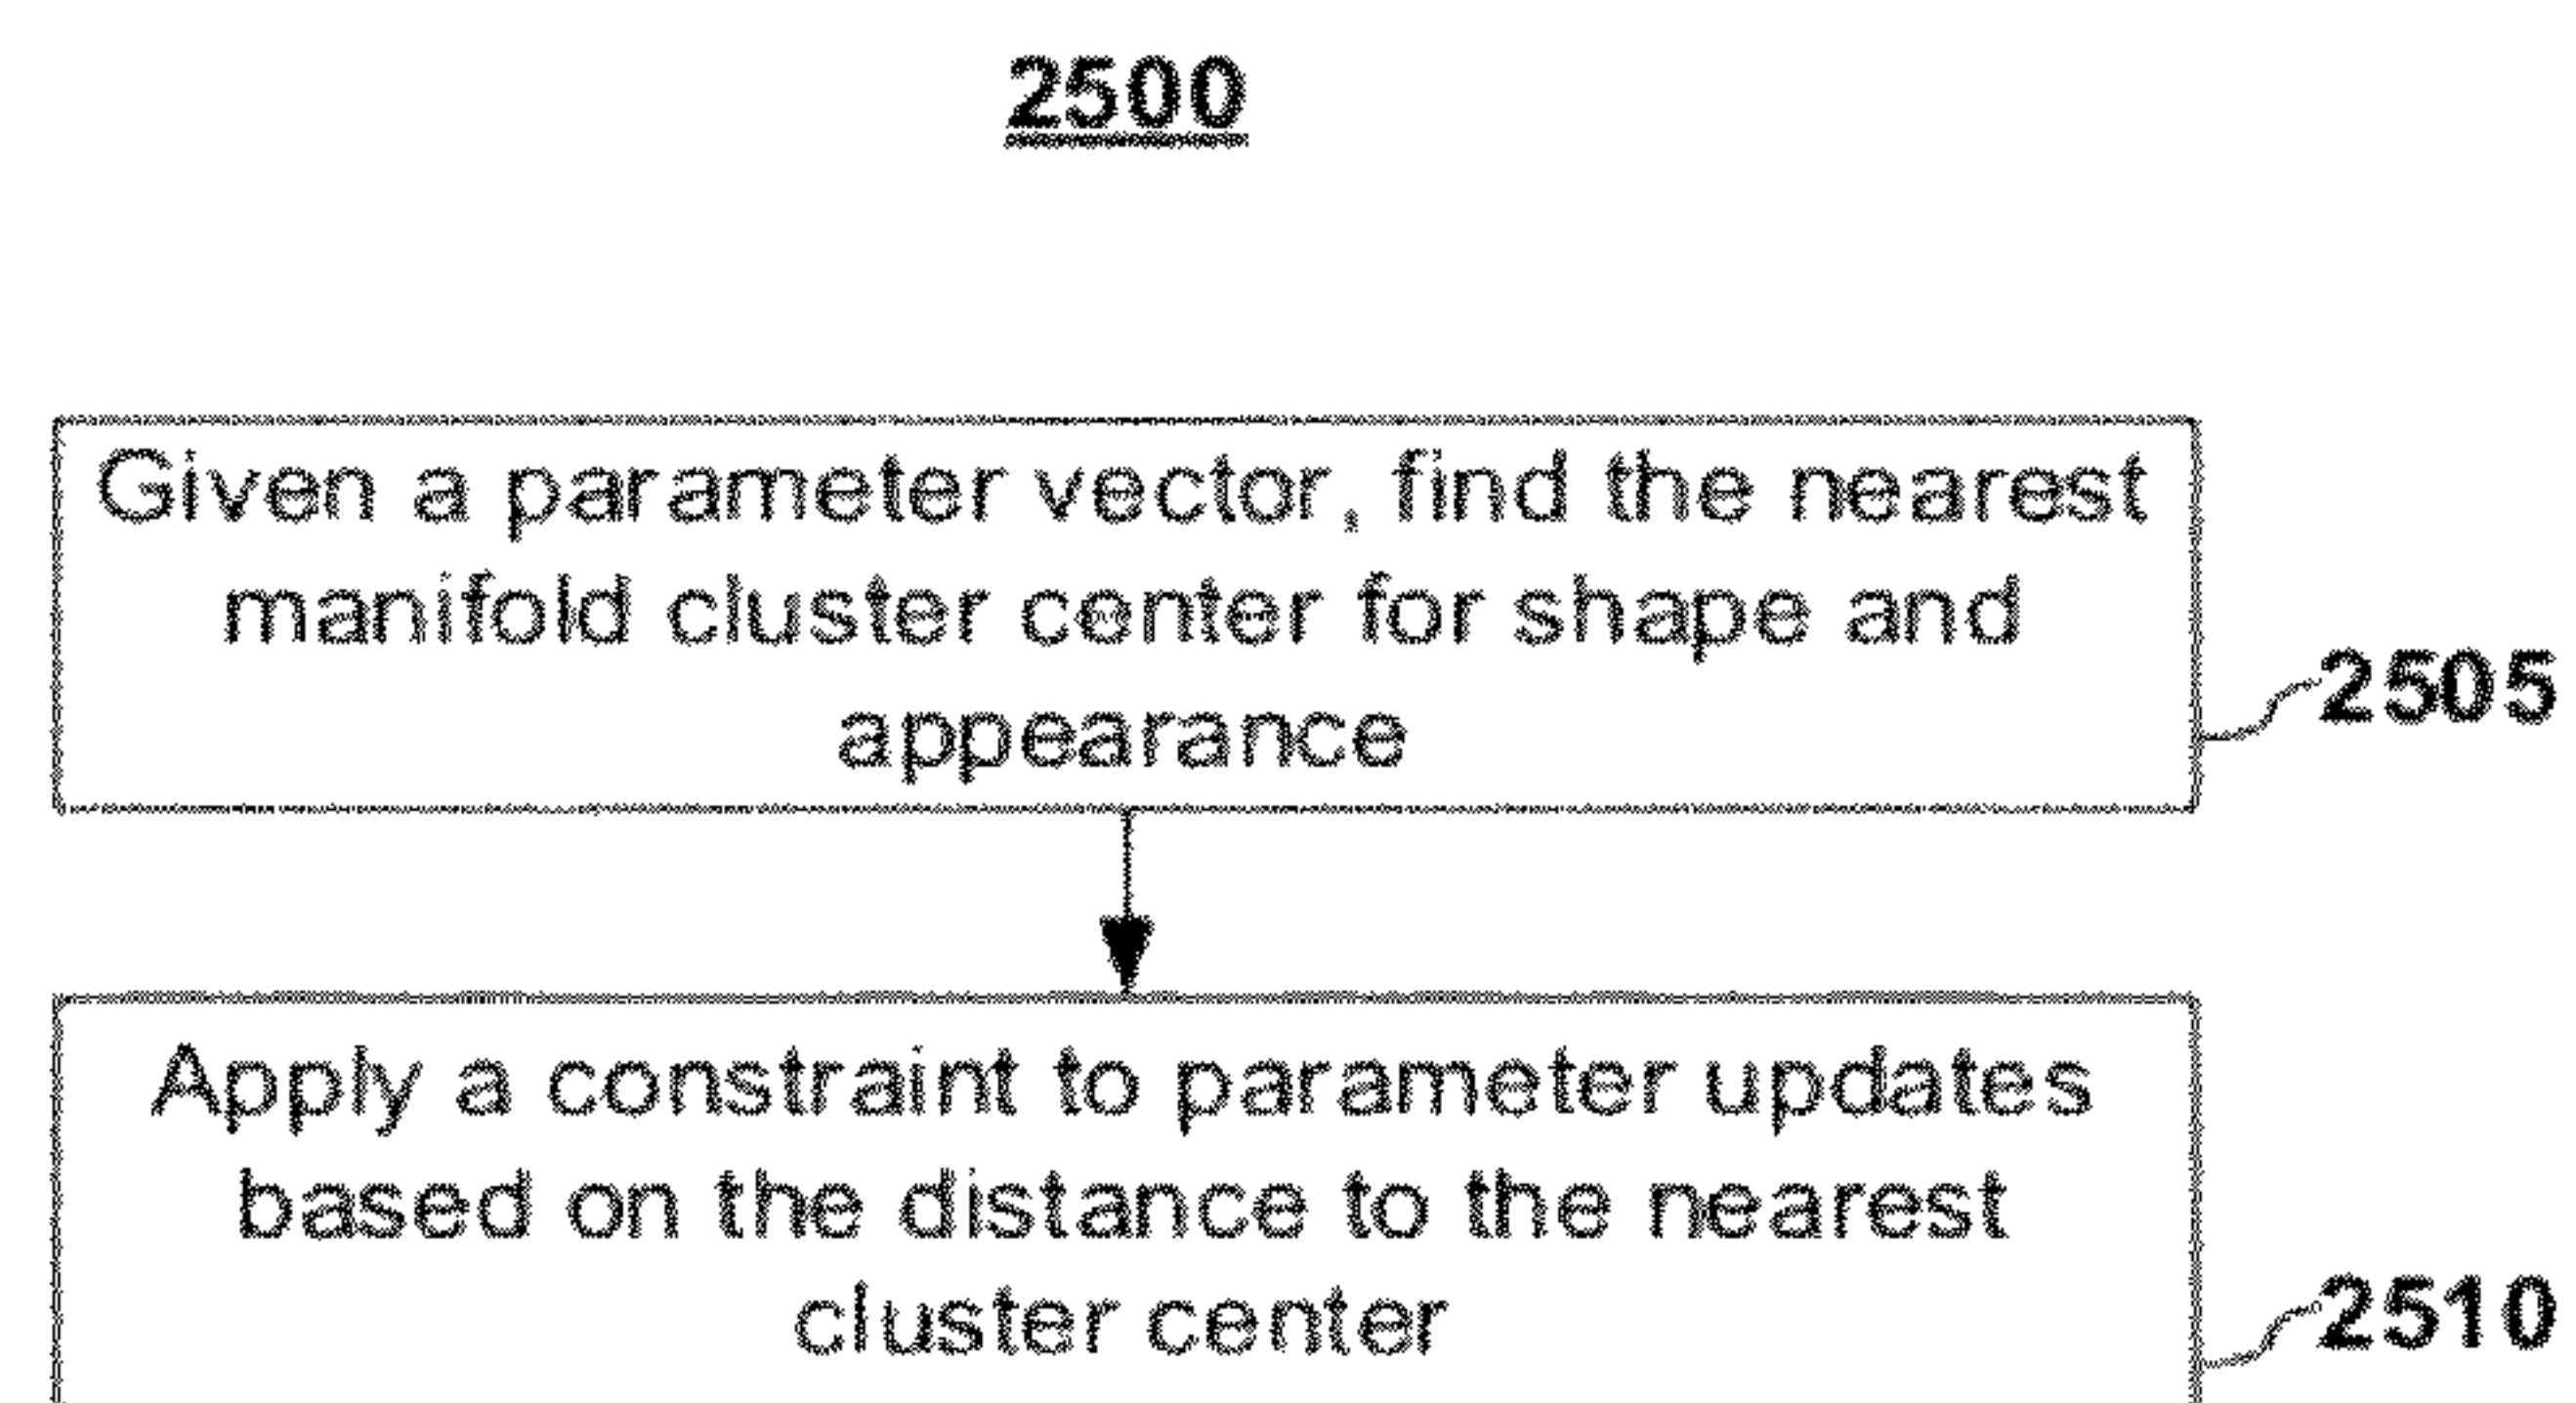 2500
Given a parameter vector, find the nearest
manifold cluster center for shape and
appearance
2505
Apply a constraint to parameter updates
based on the distance to the nearest
cluster center
2510